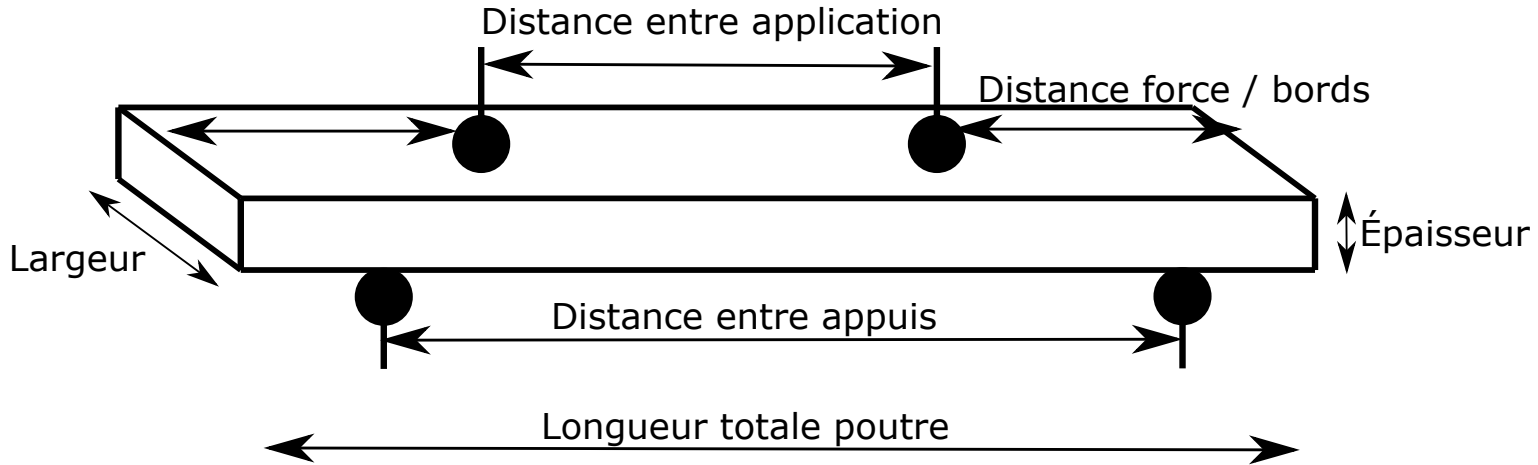 Distance entre application
Distance force / bords
Largeur
Épaisseur
Distance entre appuis
Longueur totale poutre